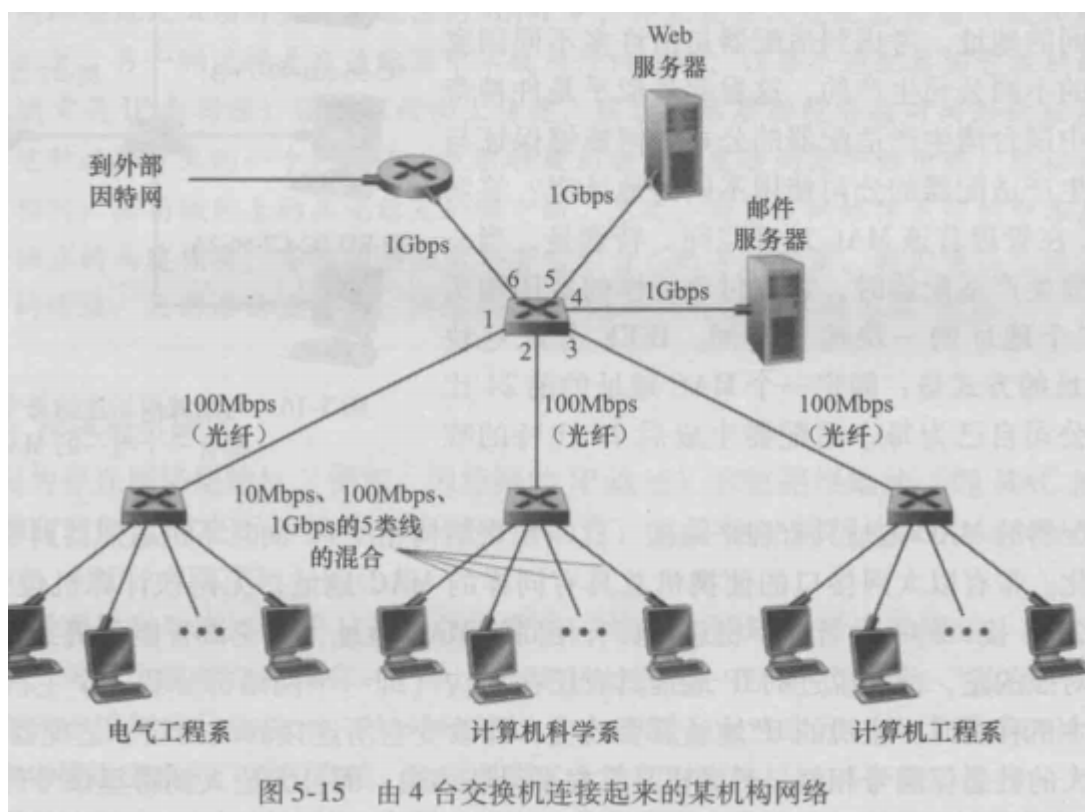 Web
服务器
到外部
因特网
1Gbps
1Gbps
邮件
服务器
1Gbps
6
5
4
1
2
3
100Mbps
（光纤）
100Mbps
（光纤）
100Mbps
（光纤）
10Mbps、100Mbps、
1Gbps的5类线
的混合
电气工程系
计算机科学系
计算机工程系
图 5-15 由 4 台交换机连接起来的某机构网络